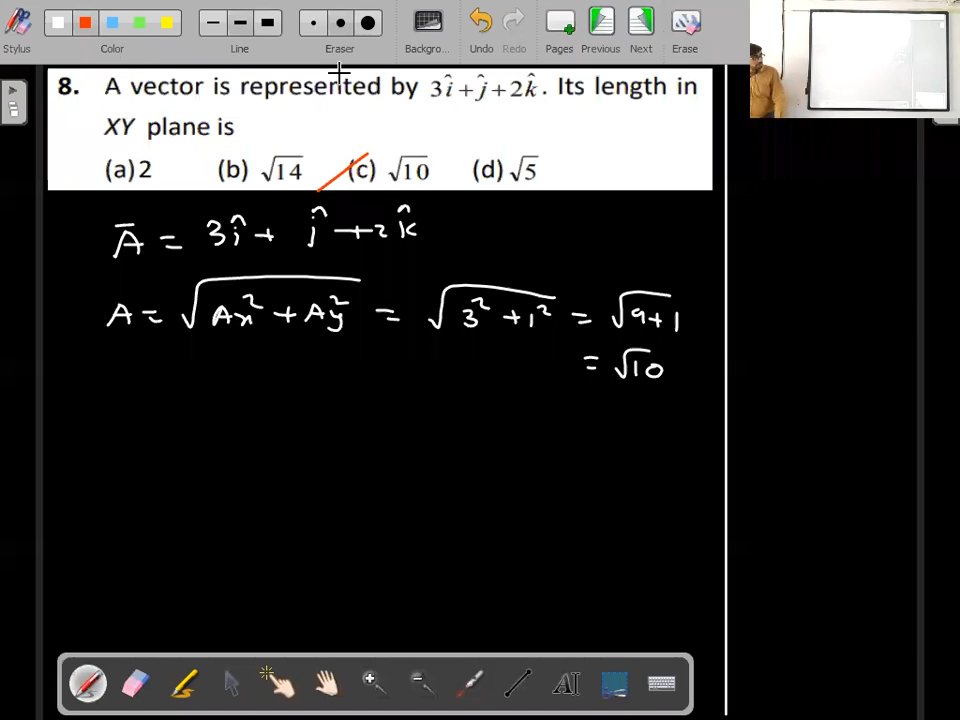 Stylus Color Line Eraser Backgro... Undo Redo Pages Previous Next Erase
8. A vector is represented by 3î+ĵ+2k̂. Its length in
XY plane is
(a) 2 (b) √14 (c) √10 (d) √5
A̅ = 3î + ĵ + 2k̂
A = √(Ax² + Ay²) = √(3² + 1²) = √(9+1)
= √10
AI